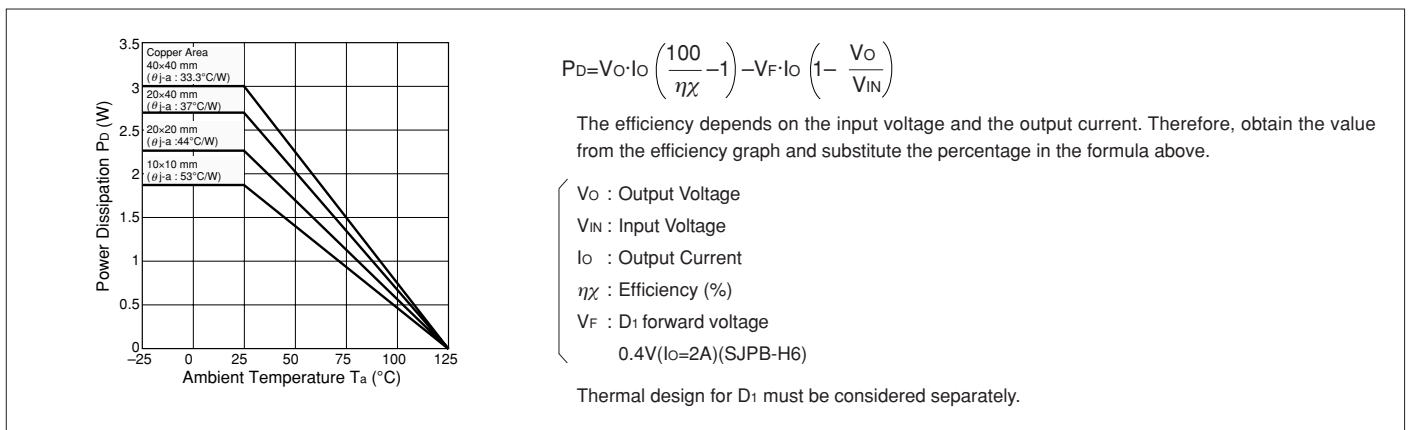 3.5
3
2.5
2
1.5
1
0.5
0
Power Dissipation PD (W)
Copper Area
40×40 mm
(θj-a : 33.3°C/W)
20×40 mm
(θj-a : 37°C/W)
20×20 mm
(θj-a :44°C/W)
10×10 mm
(θj-a : 53°C/W)
–25 0 25 50 75 100 125
Ambient Temperature Ta (°C)
PD=VO·IO (100/ηχ –1) –VF·IO (1– VO/VIN)
The efficiency depends on the input voltage and the output current. Therefore, obtain the value
from the efficiency graph and substitute the percentage in the formula above.
VO : Output Voltage
VIN : Input Voltage
IO : Output Current
ηχ : Efficiency (%)
VF : D1 forward voltage
0.4V(IO=2A)(SJPB-H6)
Thermal design for D1 must be considered separately.